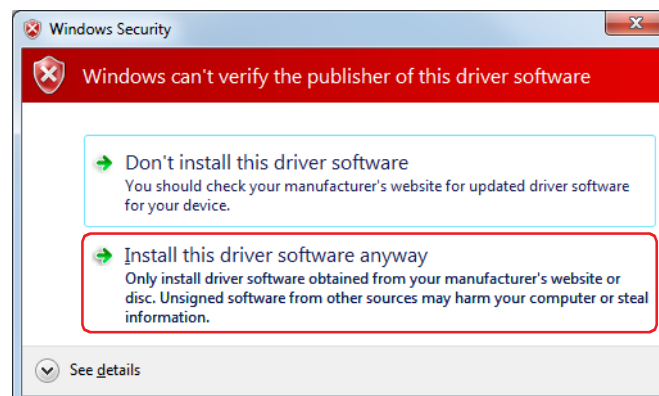 Windows Security
Windows can't verify the publisher of this driver software
Don't install this driver software
You should check your manufacturer's website for updated driver software
for your device.
Install this driver software anyway
Only install driver software obtained from your manufacturer's website or
disc. Unsigned software from other sources may harm your computer or steal
information.
See details